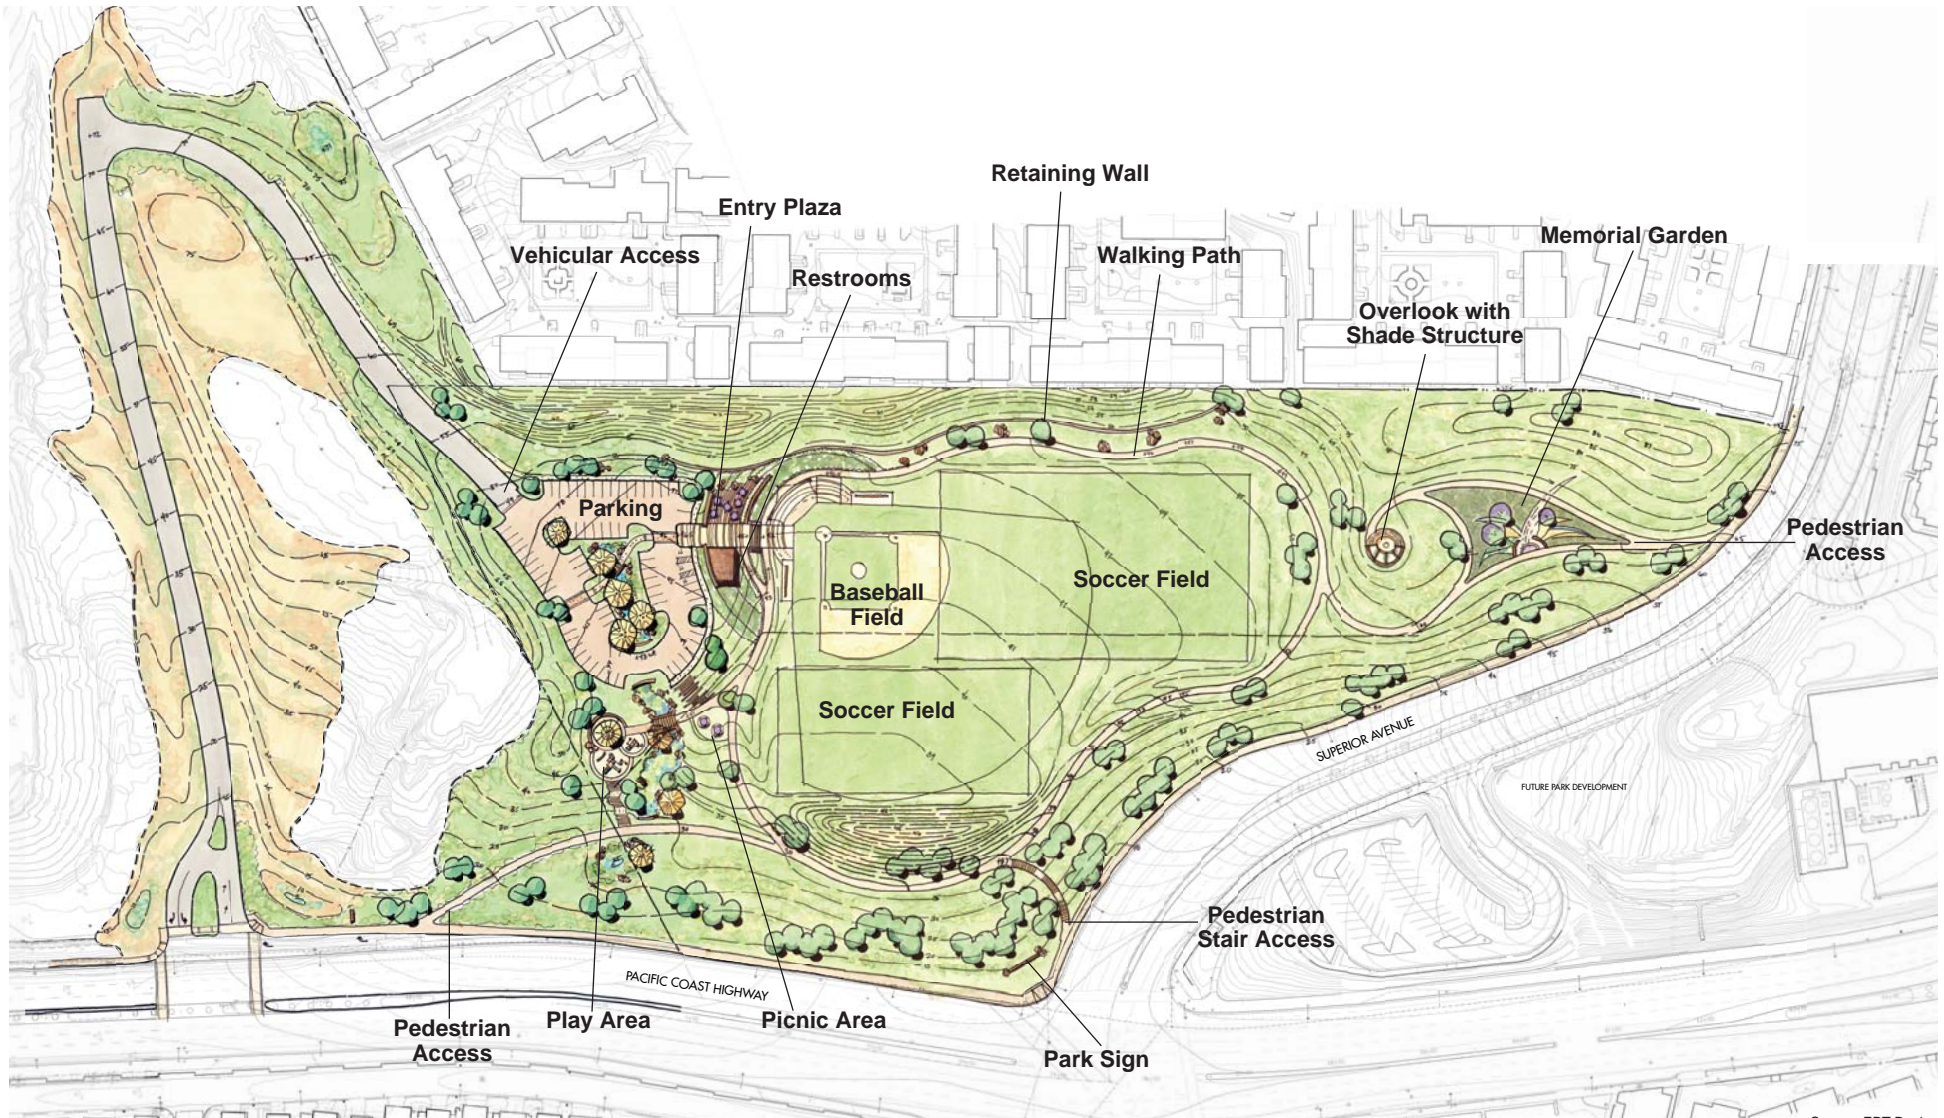 Retaining Wall
Entry Plaza
Memorial Garden
Vehicular Access
Walking Path
Restrooms
Overlook with
Shade Structure
Parking
Pedestrian
Access
Soccer Field
Baseball
Field
Soccer Field
SUPERIOR AVENUE
FUTURE PARK DEVELOPMENT
Pedestrian
Stair Access
PACIFIC COAST HIGHWAY
Pedestrian
Access
Play Area
Picnic Area
Park Sign